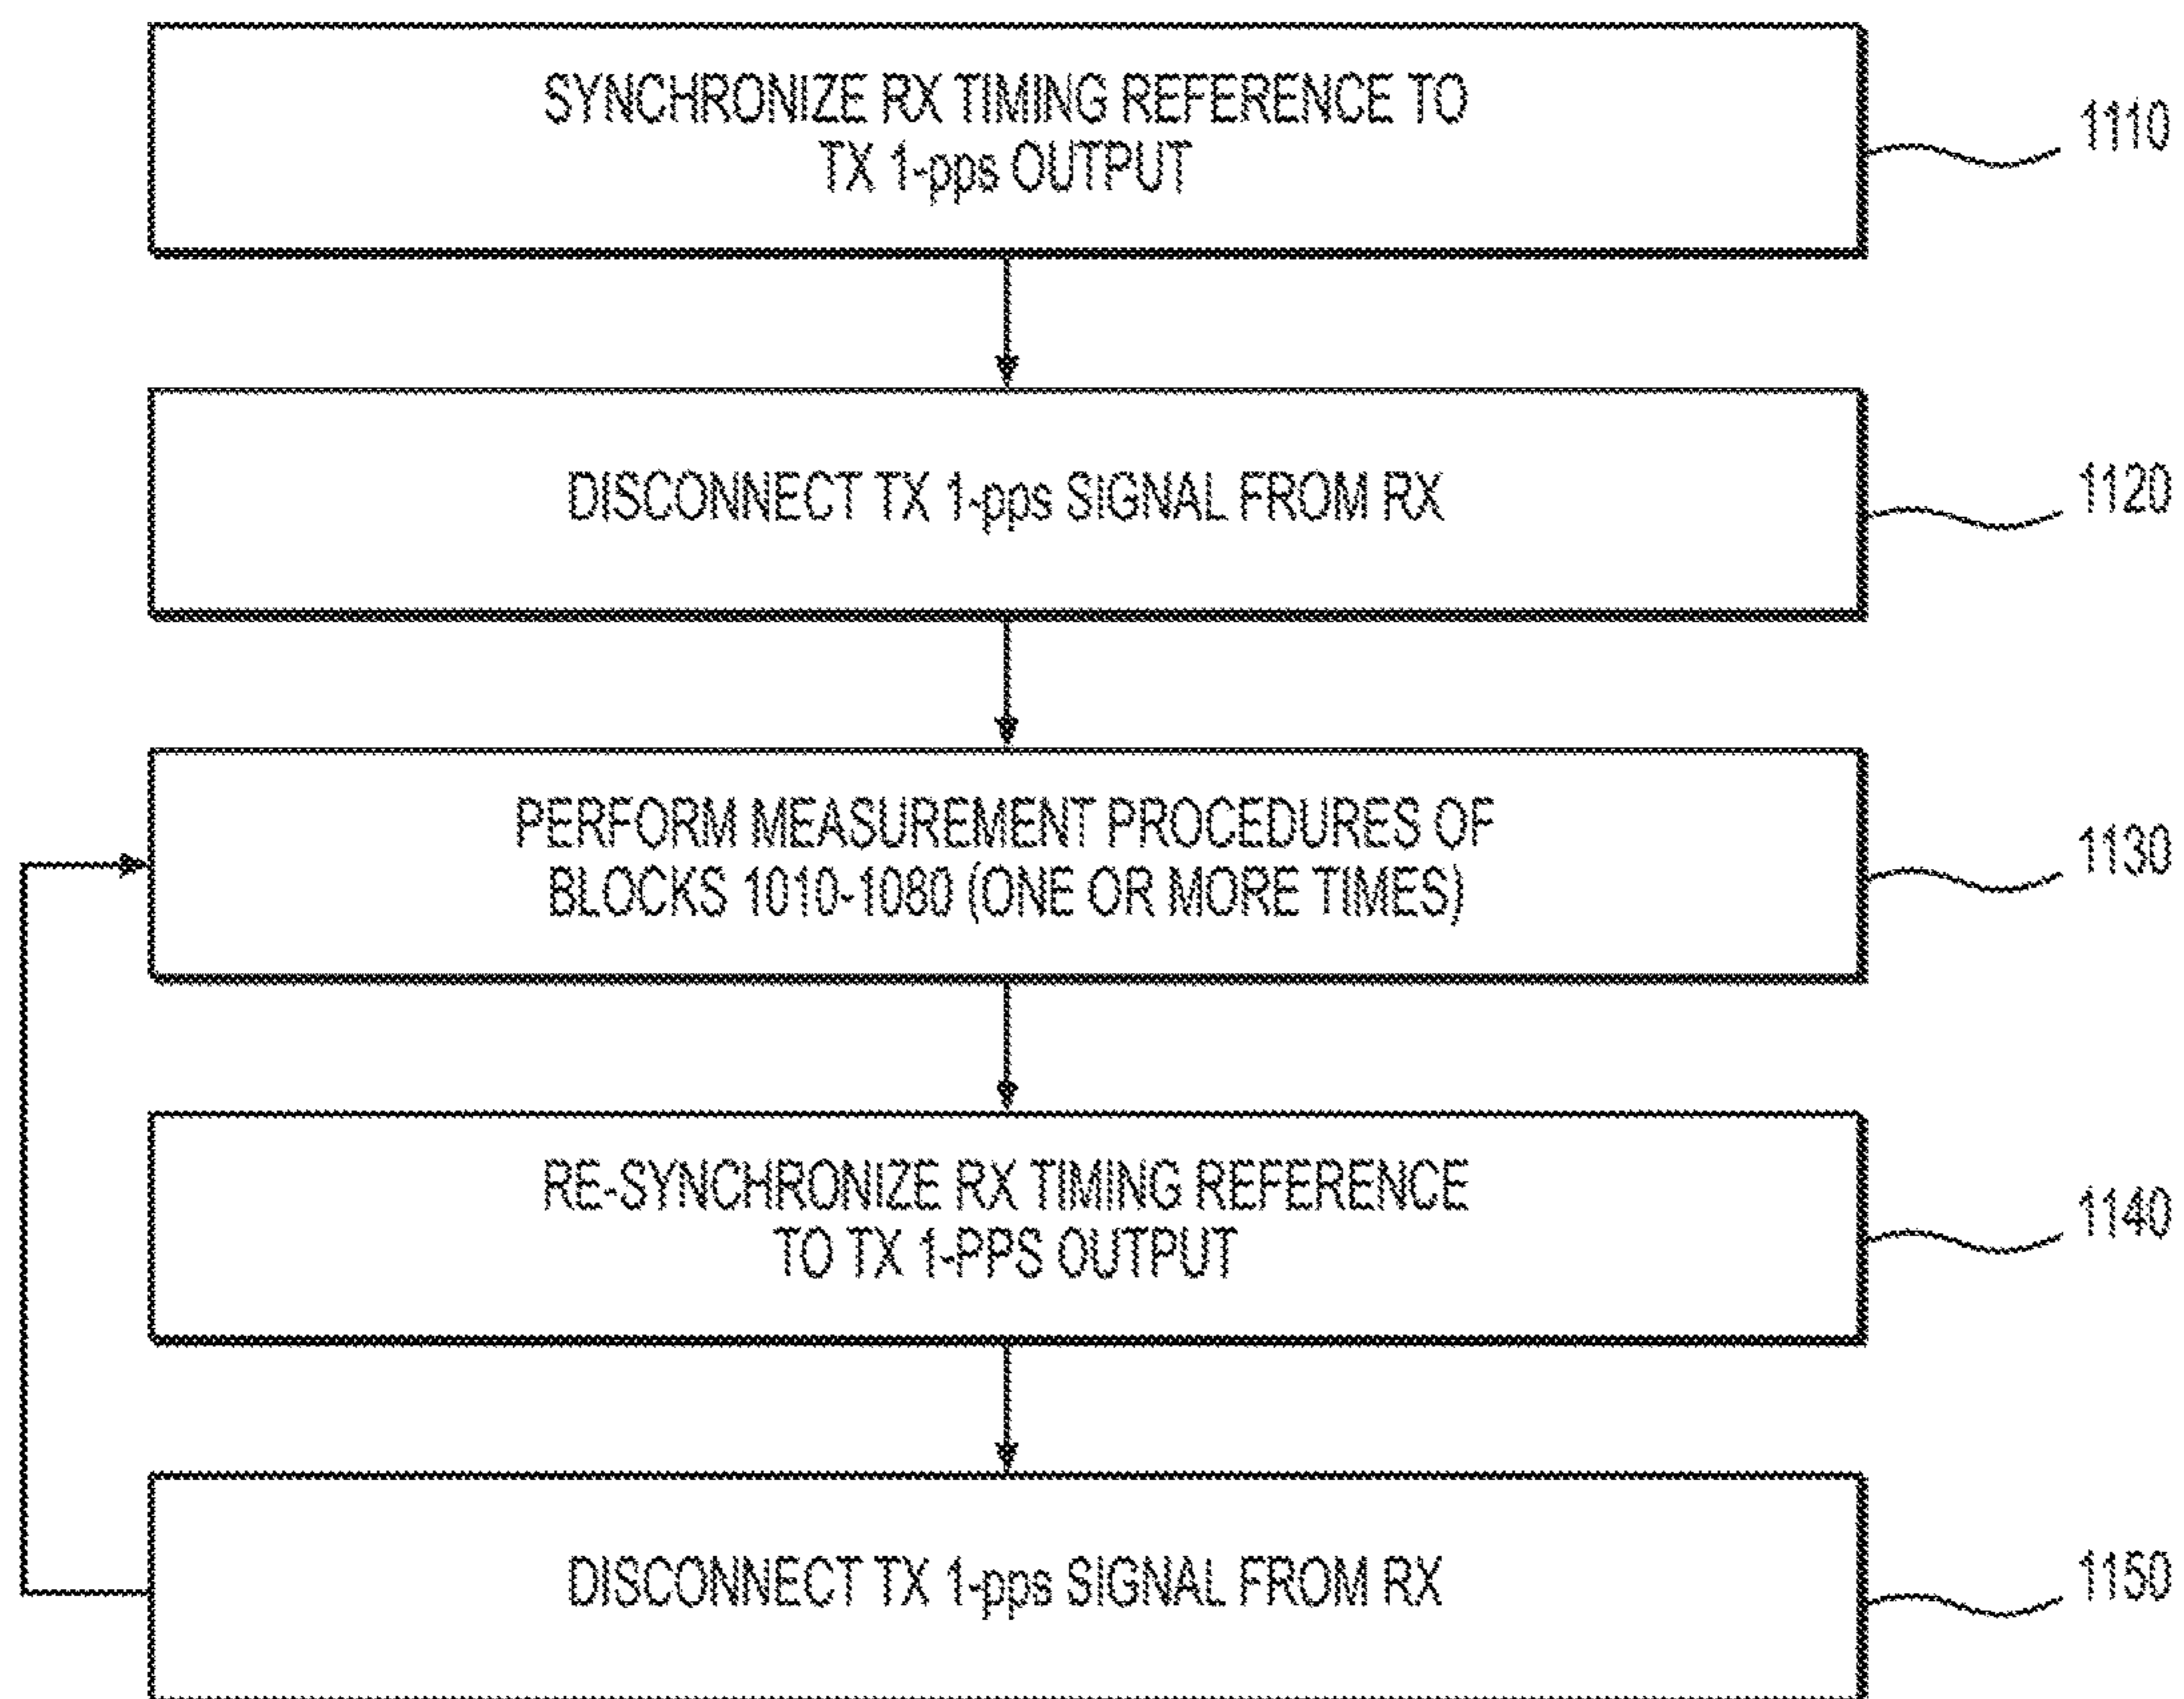 SYNCHRONIZE RX TIMING REFERENCE TO
TX 1-pps OUTPUT
1110
DISCONNECT TX 1-pps SIGNAL FROM RX
1120
PERFORM MEASUREMENT PROCEDURES OF
BLOCKS 1010-1080 (ONE OR MORE TIMES)
1130
RE-SYNCHRONIZE RX TIMING REFERENCE
TO TX 1-PPS OUTPUT
1140
DISCONNECT TX 1-pps SIGNAL FROM RX
1150